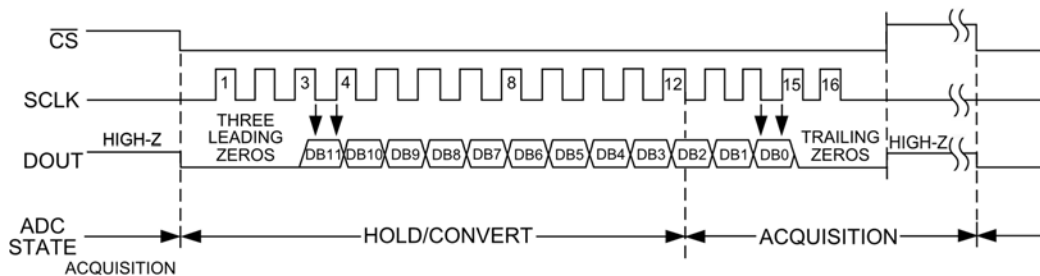 CS
SCLK
1 3 4 8 12 15 16
DOUT
HIGH-Z
THREE
LEADING
ZEROS
DB11 DB10 DB9 DB8 DB7 DB6 DB5 DB4 DB3 DB2 DB1 DB0
TRAILING
ZEROS
HIGH-Z
ADC
STATE
ACQUISITION
HOLD/CONVERT
ACQUISITION